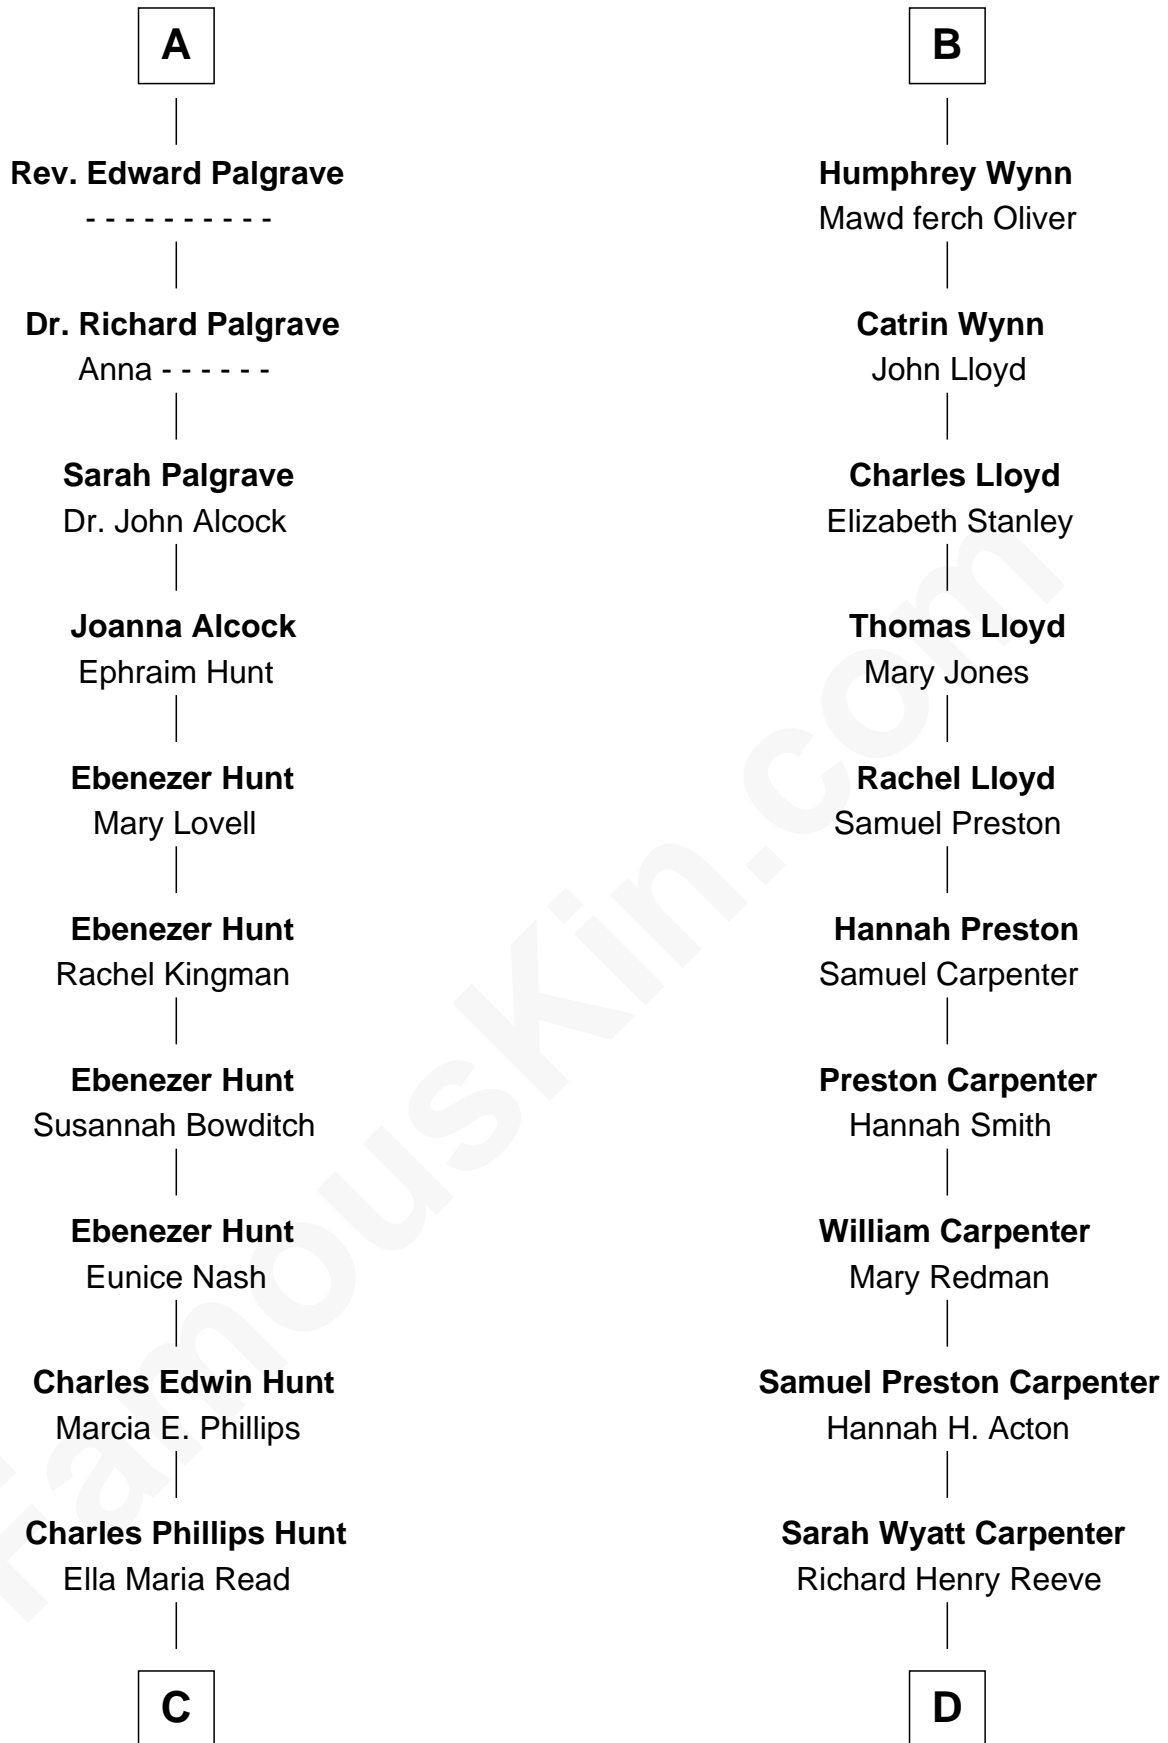 A
Rev. Edward Palgrave
- - - - - - - - - -
Dr. Richard Palgrave
Anna - - - - - -
Sarah Palgrave
Dr. John Alcock
Joanna Alcock
Ephraim Hunt
Ebenezer Hunt
Mary Lovell
Ebenezer Hunt
Rachel Kingman
Ebenezer Hunt
Susannah Bowditch
Ebenezer Hunt
Eunice Nash
Charles Edwin Hunt
Marcia E. Phillips
Charles Phillips Hunt
Ella Maria Read
C
B
Humphrey Wynn
Mawd ferch Oliver
Catrin Wynn
John Lloyd
Charles Lloyd
Elizabeth Stanley
Thomas Lloyd
Mary Jones
Rachel Lloyd
Samuel Preston
Hannah Preston
Samuel Carpenter
Preston Carpenter
Hannah Smith
William Carpenter
Mary Redman
Samuel Preston Carpenter
Hannah H. Acton
Sarah Wyatt Carpenter
Richard Henry Reeve
D
FamousKin.com